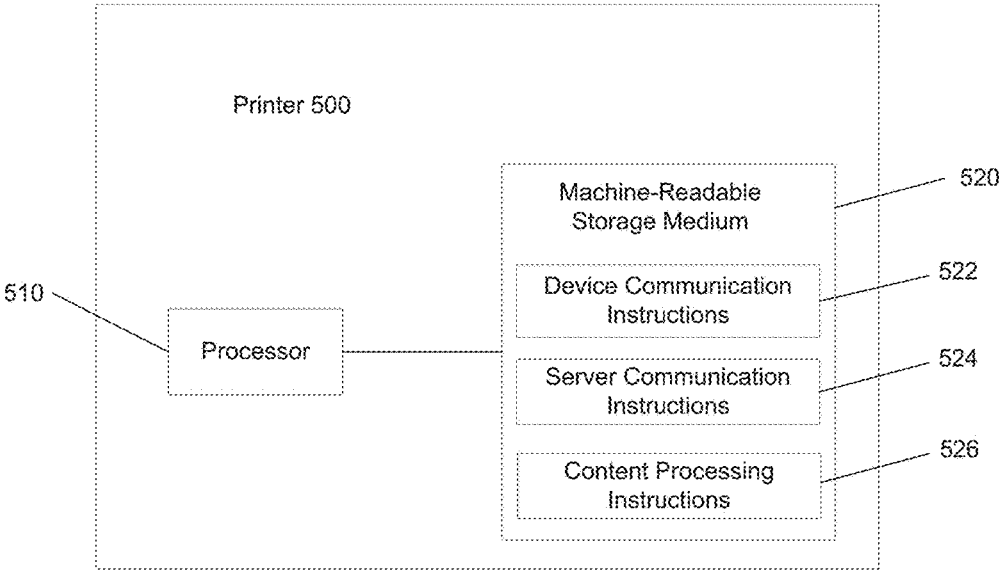 Printer 500
Machine-Readable
Storage Medium
520
Device Communication
Instructions
522
510
Processor
Server Communication
Instructions
524
Content Processing
Instructions
526